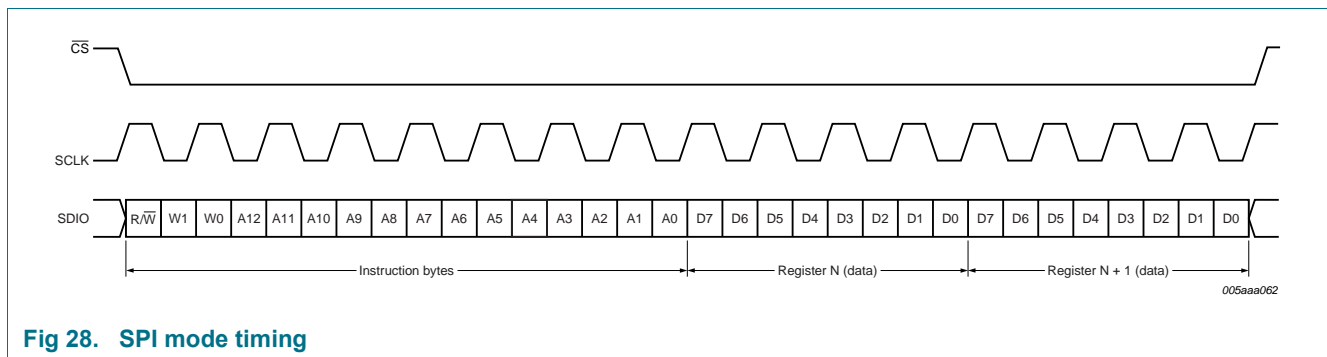 CS
SCLK
SDIO R/W W1 W0 A12 A11 A10 A9 A8 A7 A6 A5 A4 A3 A2 A1 A0 D7 D6 D5 D4 D3 D2 D1 D0 D7 D6 D5 D4 D3 D2 D1 D0
Instruction bytes Register N (data) Register N + 1 (data)
005aaa062
Fig 28. SPI mode timing